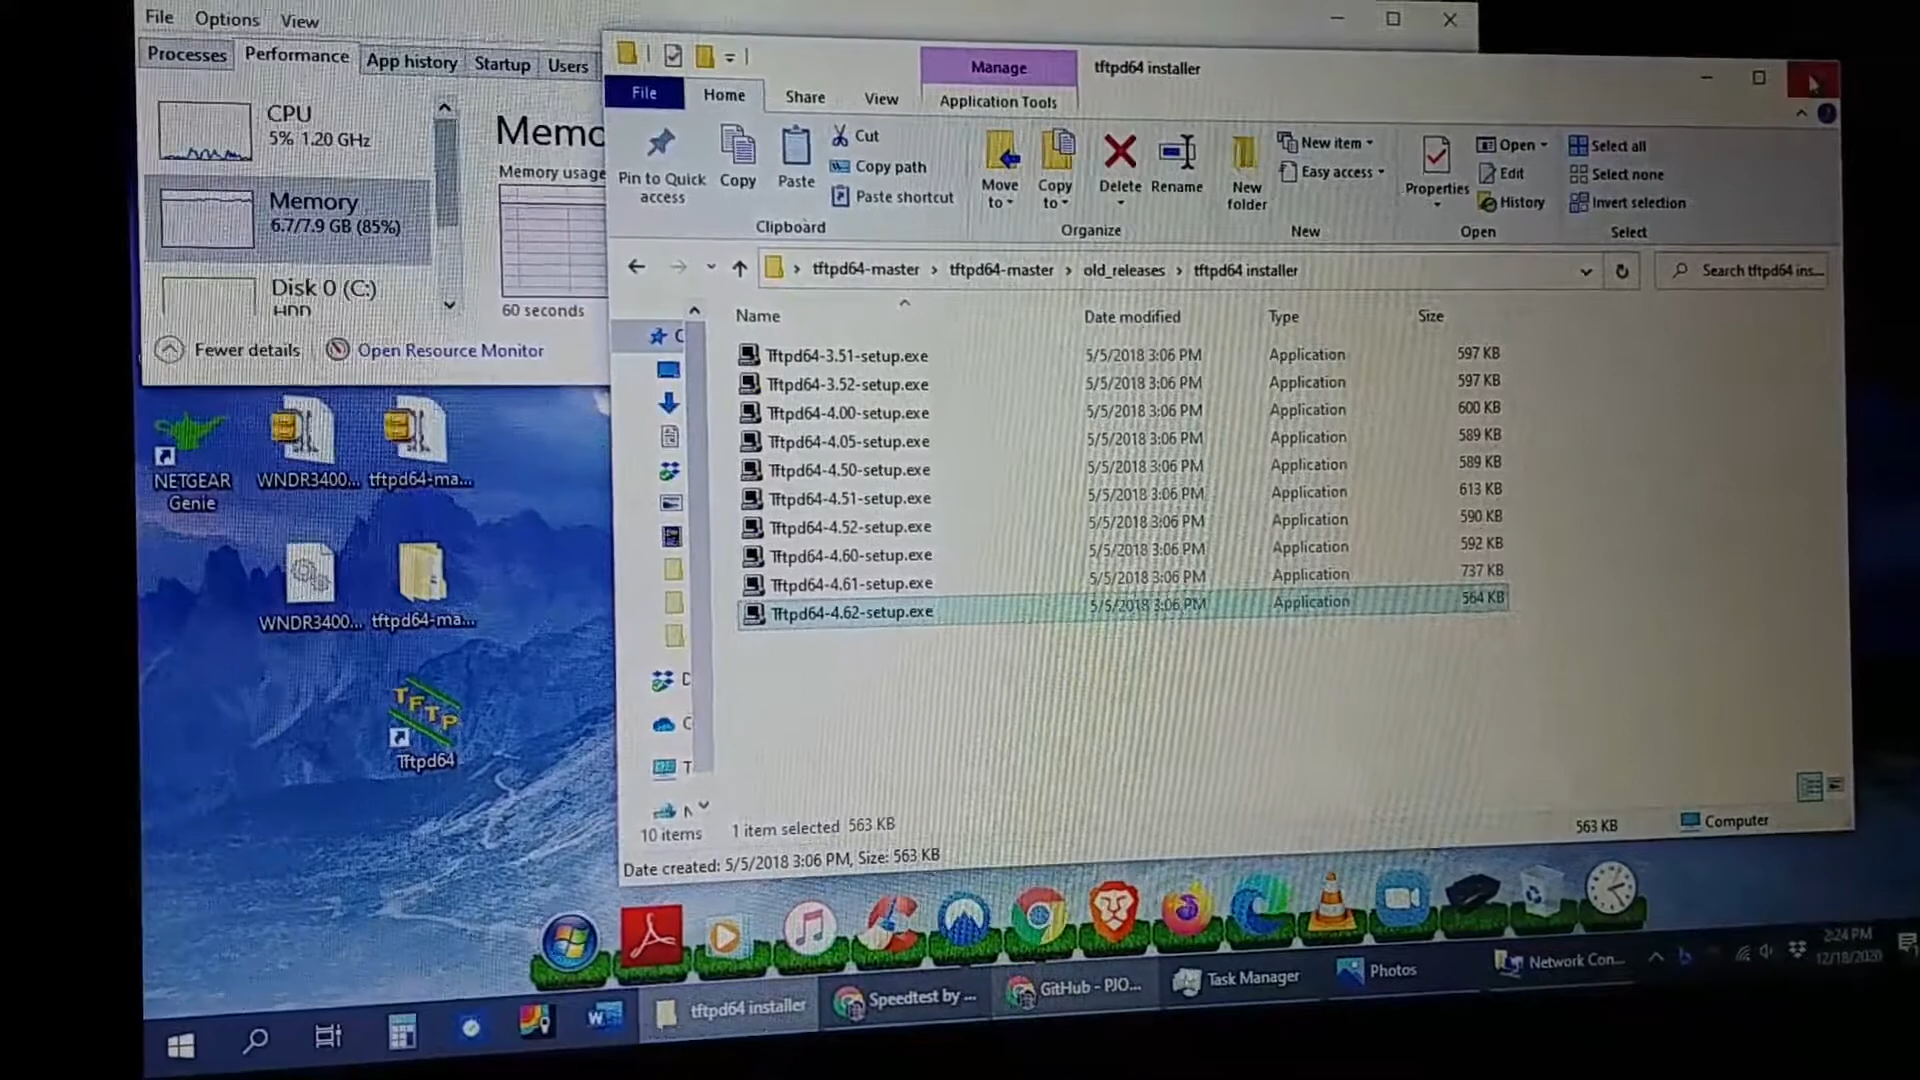 File Options View
Processes Performance App history Startup Users
CPU
5% 1.20 GHz
Memory
6.7/7.9 GB (85%)
Disk 0 (C:)
HDD
Memo
Memory usage
60 seconds
Fewer details Open Resource Monitor
Manage
tftpd64 installer
File Home Share View Application Tools
Pin to Quick
access
Copy
Paste
Cut
Copy path
Paste shortcut
Clipboard
Move
to
Copy
to
Delete
Rename
Organize
New
folder
New item
Easy access
New
Properties
Open
Edit
History
Open
Select all
Select none
Invert selection
Select
tftpd64-master tftpd64-master old_releases tftpd64 installer
Search tftpd64 ins...
Name Date modified Type Size
Tftpd64-3.51-setup.exe 5/5/2018 3:06 PM Application 597 KB
Tftpd64-3.52-setup.exe 5/5/2018 3:06 PM Application 597 KB
Tftpd64-4.00-setup.exe 5/5/2018 3:06 PM Application 600 KB
Tftpd64-4.05-setup.exe 5/5/2018 3:06 PM Application 589 KB
Tftpd64-4.50-setup.exe 5/5/2018 3:06 PM Application 589 KB
Tftpd64-4.51-setup.exe 5/5/2018 3:06 PM Application 613 KB
Tftpd64-4.52-setup.exe 5/5/2018 3:06 PM Application 590 KB
Tftpd64-4.60-setup.exe 5/5/2018 3:06 PM Application 592 KB
Tftpd64-4.61-setup.exe 5/5/2018 3:06 PM Application 737 KB
Tftpd64-4.62-setup.exe 5/5/2018 3:06 PM Application 564 KB
10 items 1 item selected 563 KB
563 KB Computer
Date created: 5/5/2018 3:06 PM, Size: 563 KB
NETGEAR
Genie
WNDR3400...
tftpd64-ma...
WNDR3400...
tftpd64-ma...
TFTP
Tftpd64
tftpd64 installer
Speedtest by ...
GitHub - PJO...
Task Manager
Photos
Network Con...
2:24 PM
12/18/2020